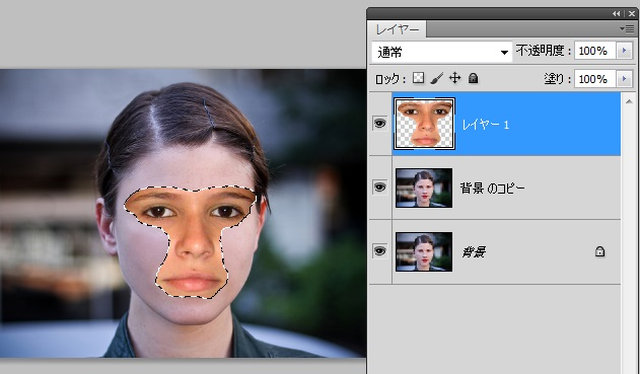 レイヤー
通常 不透明度: 100%
ロック: 塗り: 100%
レイヤー 1
背景 のコピー
背景